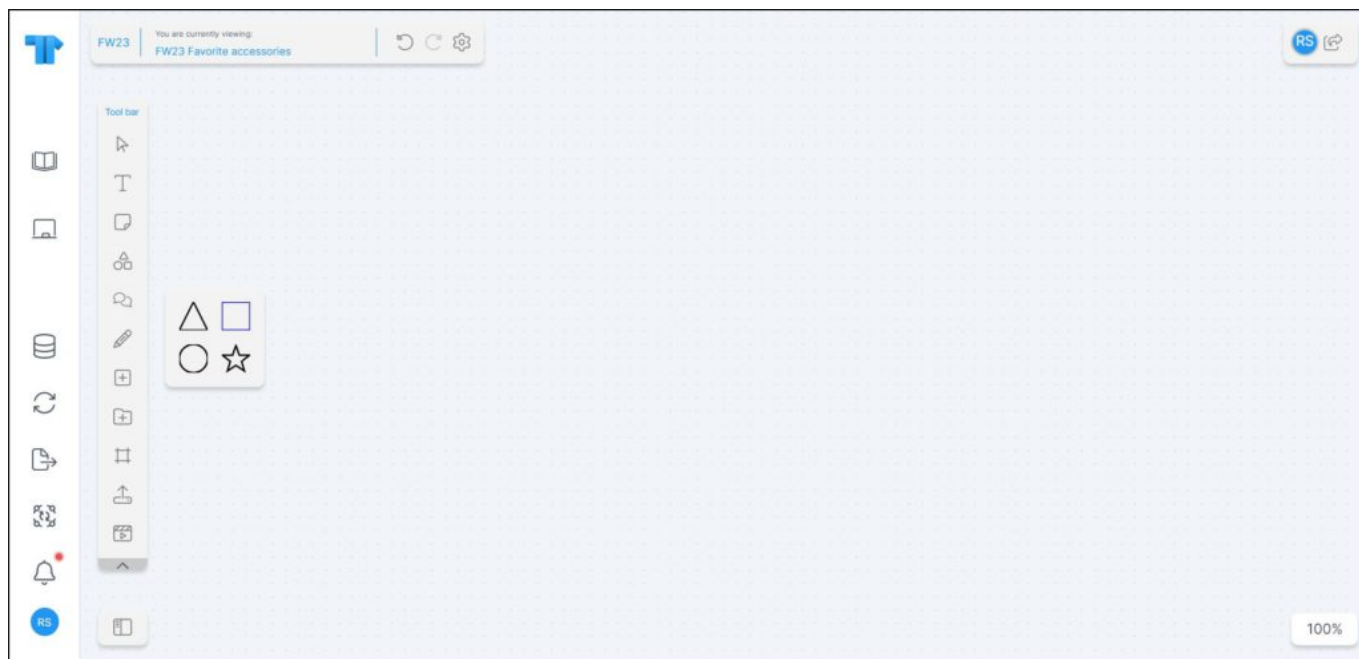 FW23
You are currently viewing:
FW23 Favorite accessories
RS
Tool bar
RS
100%